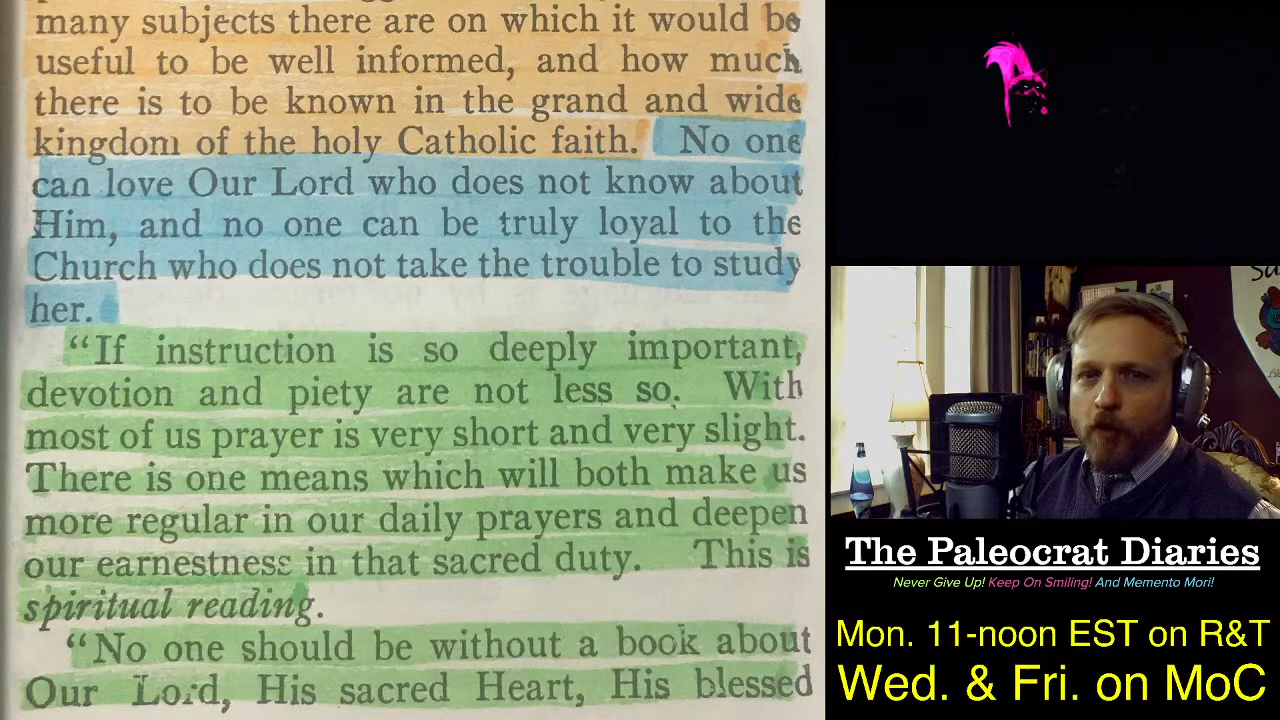 many subjects there are on which it would be
useful to be well informed, and how much
there is to be known in the grand and wide
kingdom of the holy Catholic faith. No one
can love Our Lord who does not know about
Him, and no one can be truly loyal to the
Church who does not take the trouble to study
her.
“If instruction is so deeply important,
devotion and piety are not less so. With
most of us prayer is very short and very slight.
There is one means which will both make us
more regular in our daily prayers and deepen
our earnestness in that sacred duty. This is
spiritual reading.
“No one should be without a book about
Our Lord, His sacred Heart, His blessed
The Paleocrat Diaries
Never Give Up! Keep On Smiling! And Memento Mori!
Mon. 11-noon EST on R&T
Wed. & Fri. on MoC